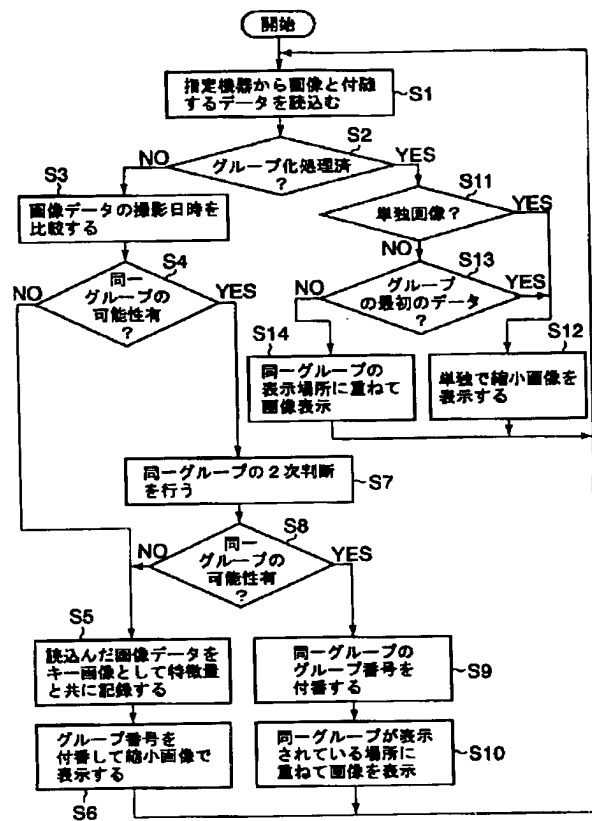 開始
指定機器から画像と付随
するデータを読込む
S1
S2
グループ化処理済
?
NO
YES
S3
画像データの撮影日時を
比較する
S11
単独画像?
YES
NO
S4
同一
グループの
可能性有
?
NO
YES
S13
グループ
の最初のデータ
?
NO
YES
S14
同一グループの
表示場所に重ねて
画像表示
S12
単独で縮小画像を
表示する
同一グループの2次判断
を行う
S7
S8
同一
グループの
可能性有
?
NO
YES
S5
読込んだ画像データを
キー画像として特徴量
と共に記録する
同一グループの
グループ番号を
付番する
S9
グループ番号を
付番して縮小画像で
表示する
S6
同一グループが表示
されている場所に
重ねて画像を表示
S10